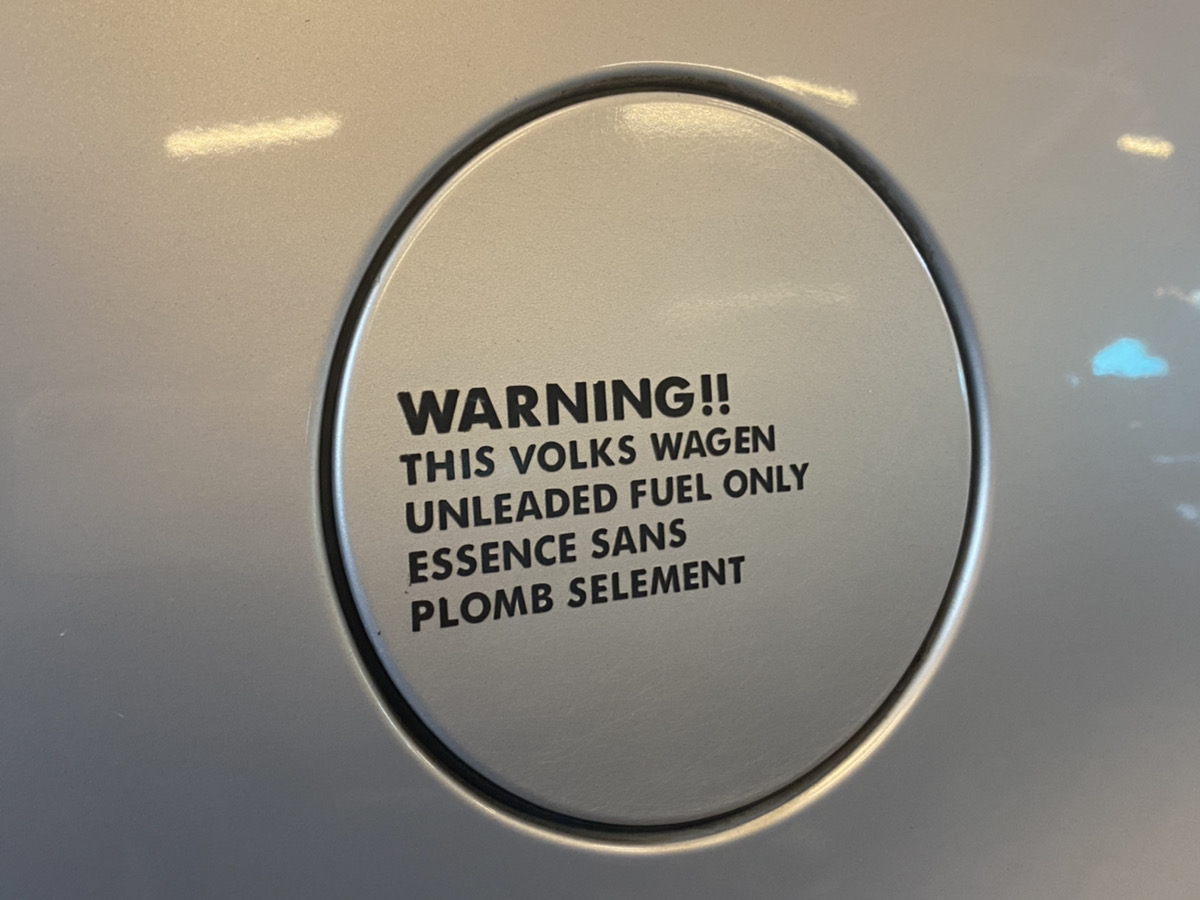 WARNING!!
THIS VOLKS WAGEN
UNLEADED FUEL ONLY
ESSENCE SANS
PLOMB SELEMENT